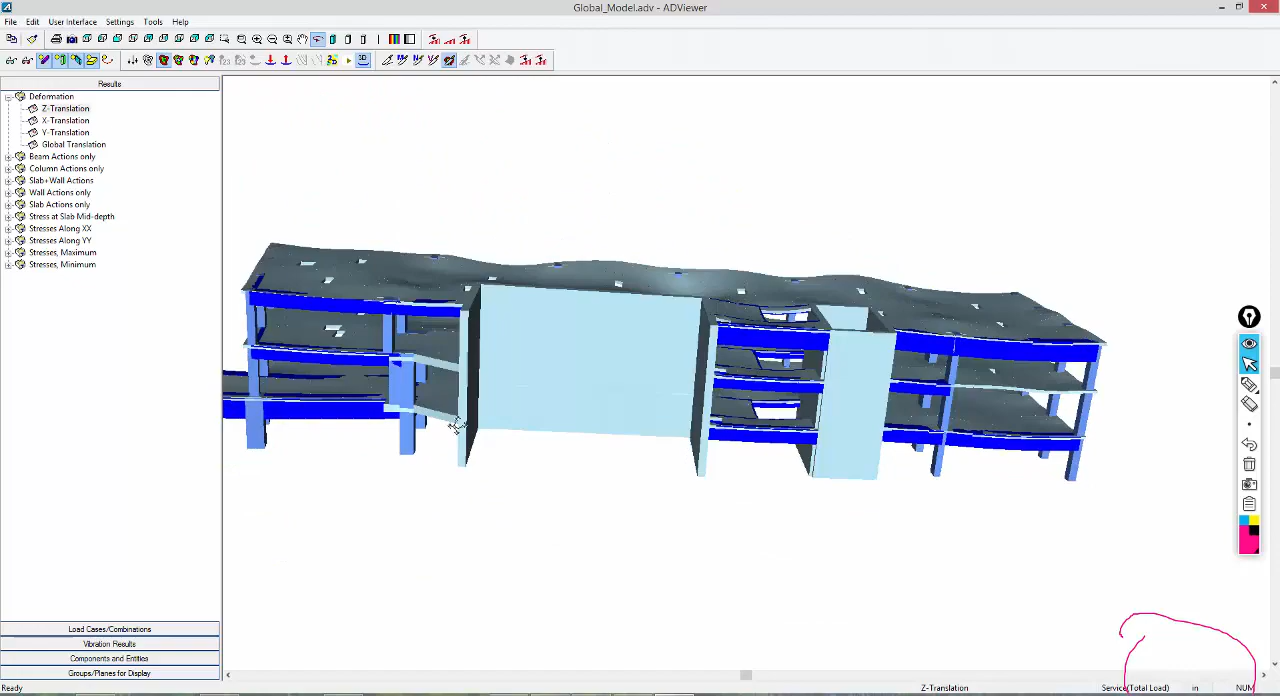 Global_Model.adv - ADViewer
File Edit User Interface Settings Tools Help
Results
Deformation
Z-Translation
X-Translation
Y-Translation
Global Translation
Beam Actions only
Column Actions only
Slab+Wall Actions
Wall Actions only
Slab Actions only
Stress at Slab Mid-depth
Stresses Along XX
Stresses Along YY
Stresses, Maximum
Stresses, Minimum
Load Cases/Combinations
Vibration Results
Components and Entities
Groups/Planes for Display
Ready Z-Translation Service(Total Load) in NUM